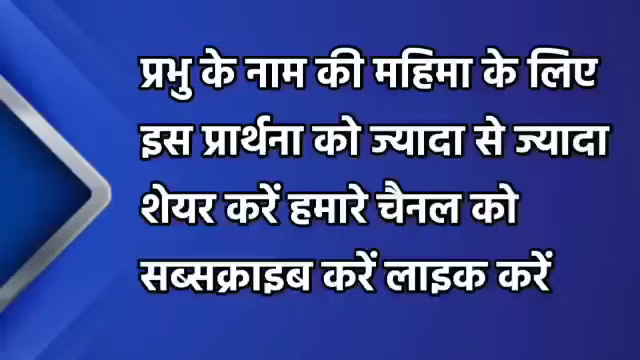 प्रभु के नाम की महिमा के लिए
इस प्रार्थना को ज्यादा से ज्यादा
शेयर करें हमारे चैनल को
सब्सक्राइब करें लाइक करें